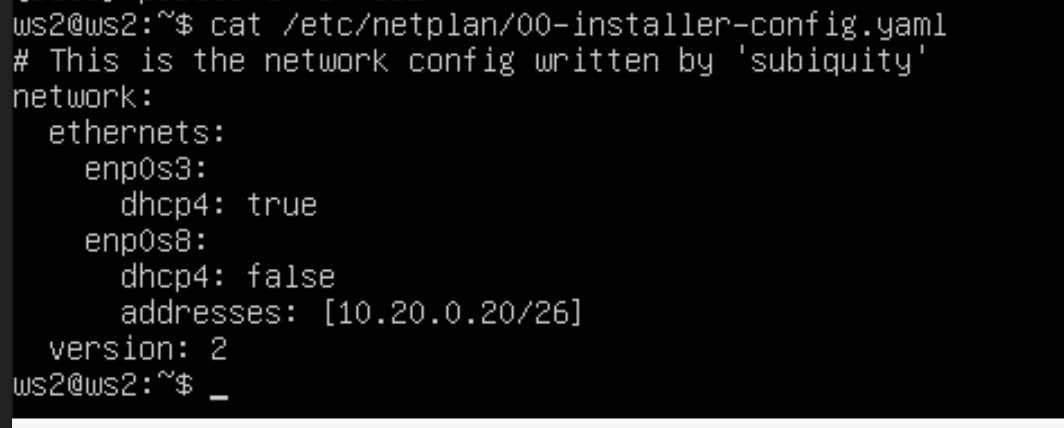 ws2@ws2:~$ cat /etc/netplan/00-installer-config.yaml
# This is the network config written by 'subiquity'
network:
  ethernets:
    enp0s3:
      dhcp4: true
    enp0s8:
      dhcp4: false
      addresses: [10.20.0.20/26]
  version: 2
ws2@ws2:~$ _